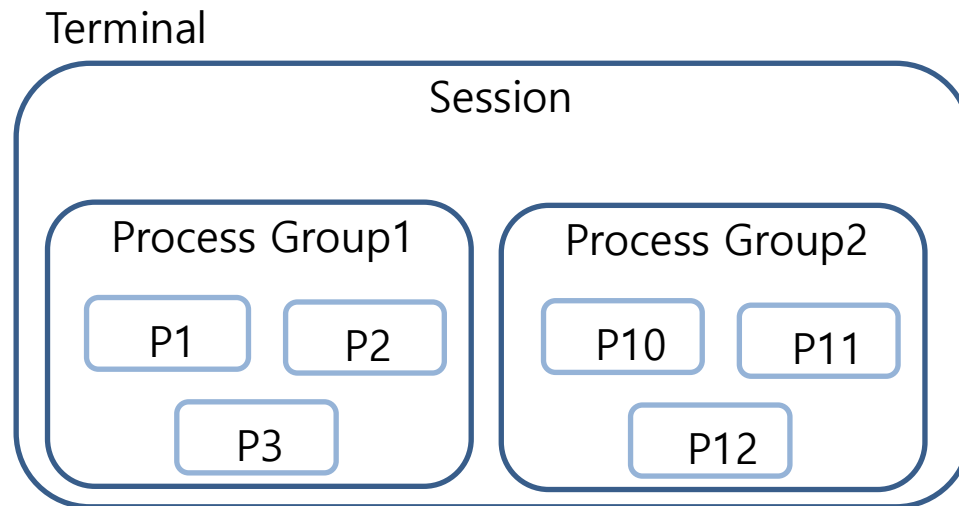 Terminal
Session
Process Group1
P1
P2
P3
Process Group2
P10
P11
P12